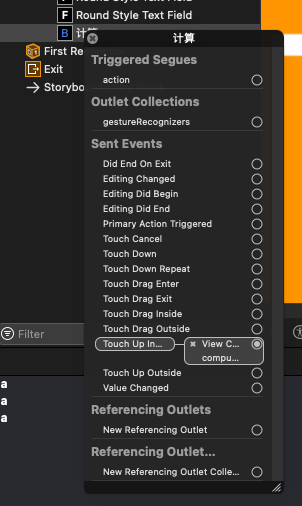 F Round Style Text Field
F Round Style Text Field
B 计算
First Re
Exit
Storybo
计算
Triggered Segues
action
Outlet Collections
gestureRecognizers
Sent Events
Did End On Exit
Editing Changed
Editing Did Begin
Editing Did End
Primary Action Triggered
Touch Cancel
Touch Down
Touch Down Repeat
Touch Drag Enter
Touch Drag Exit
Touch Drag Inside
Touch Drag Outside
Touch Up In... View C...
compu...
Touch Up Outside
Value Changed
Referencing Outlets
New Referencing Outlet
Referencing Outlet...
New Referencing Outlet Colle...
Filter
a
a
a